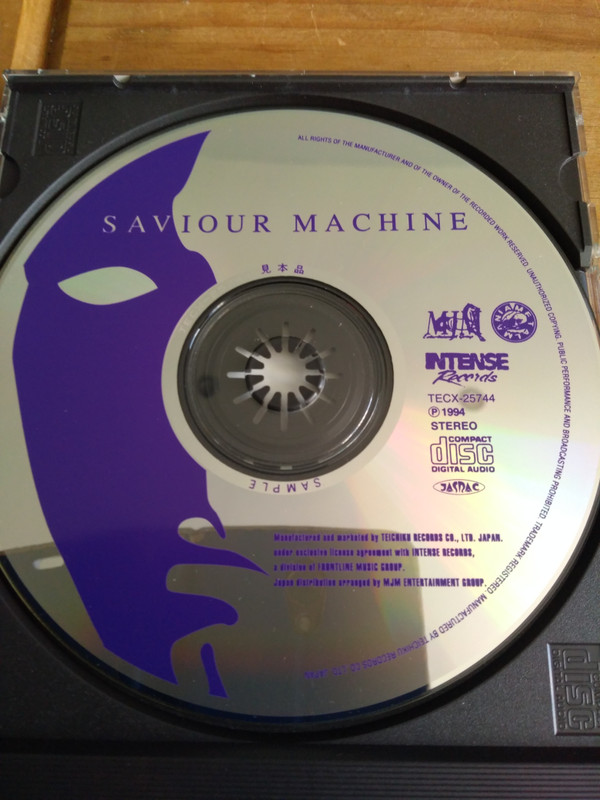 ALL RIGHTS OF THE MANUFACTURER AND OF THE OWNER OF THE RECORDED WORK RESERVED. UNAUTHORIZED COPYING, PUBLIC PERFORMANCE AND BROADCASTING PROHIBITED. TRADEMARK REGISTERED. MANUFACTURED BY TEICHIKU RECORDS CO., LTD. JAPAN
SAVIOUR MACHINE
見本品
MJM
INTENSE
Records
TECX-25744
Ⓟ1994
STEREO
COMPACT
disc
DIGITAL AUDIO
JASRAC
SAMPLE
Manufactured and marketed by TEICHIKU RECORDS CO., LTD. JAPAN.
under exclusive license agreement with INTENSE RECORDS,
a division of FRONTLINE MUSIC GROUP.
Japan distribution arranged by MJM ENTERTAINMENT GROUP.
disc